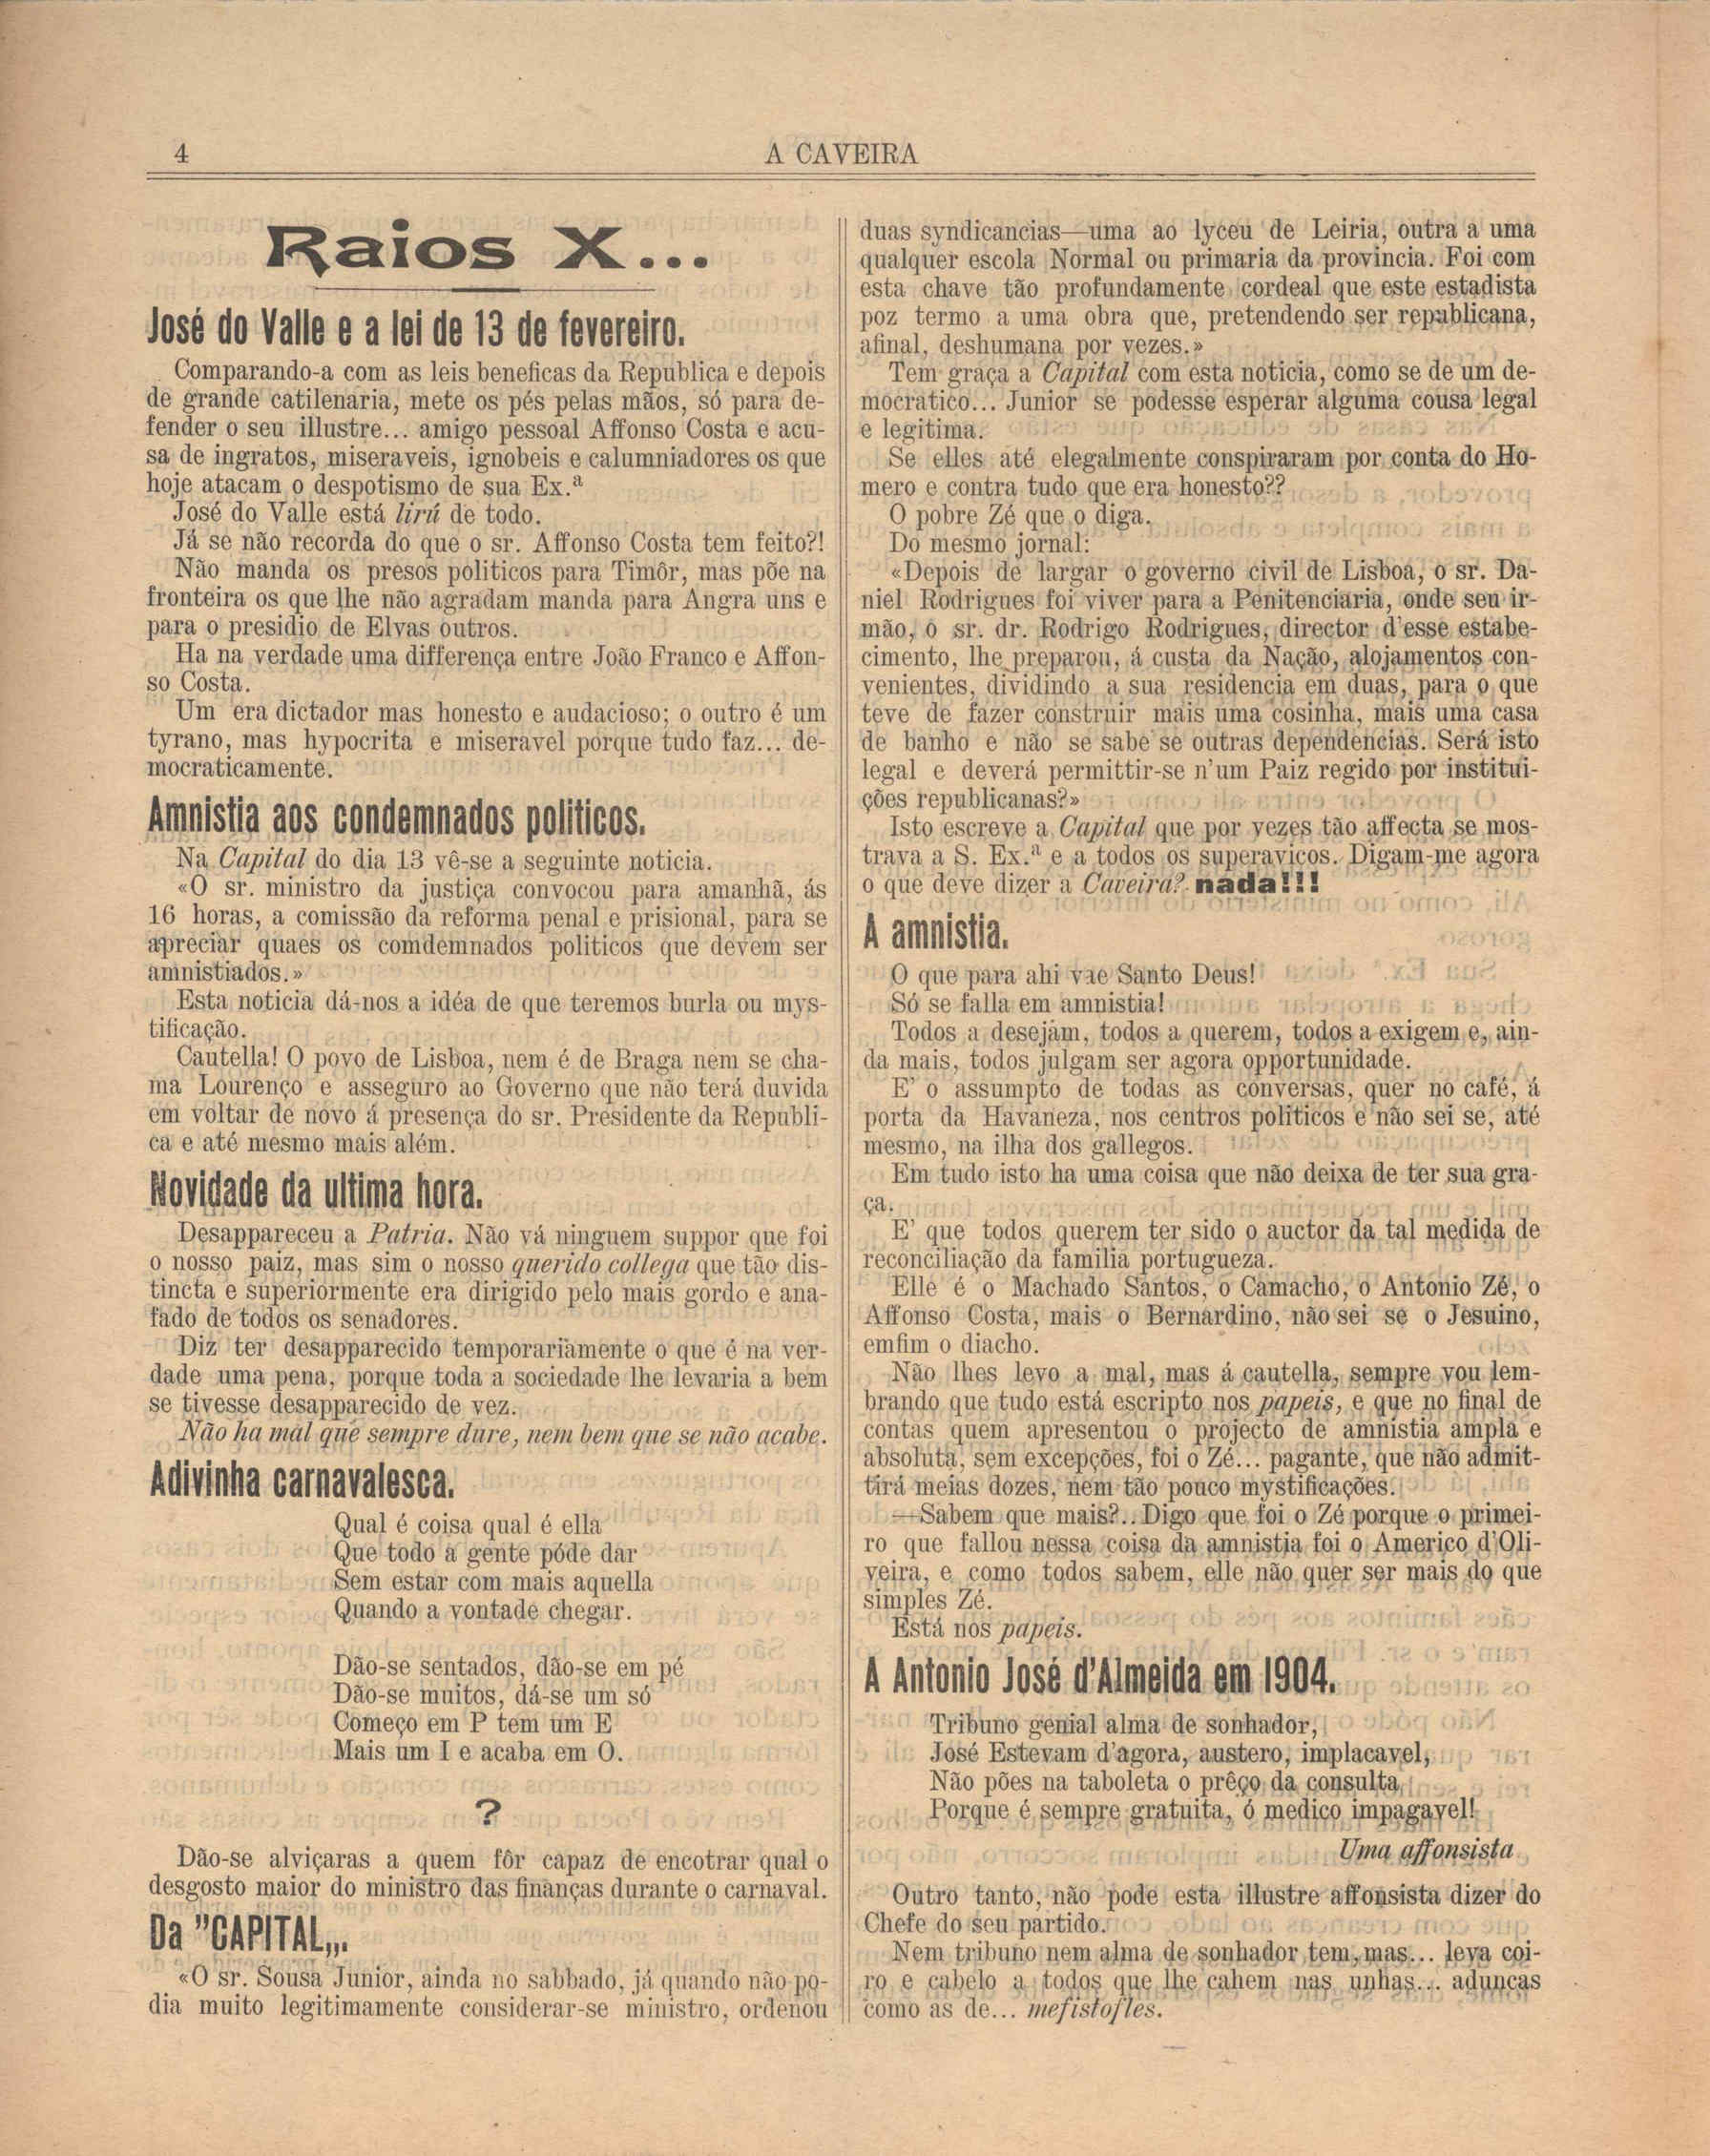 4
A CAVEIRA
Raios X...
José do Valle e a lei de 13 de fevereiro.
Comparando-a com as leis beneficas da Republica e depois
de grande catilenaria, mete os pés pelas mãos, só para de-
fender o seu illustre... amigo pessoal Affonso Costa e acu-
sa de ingratos, miseraveis, ignobeis e calumniadores os que
hoje atacam o despotismo de sua Ex.ª
José do Valle está lirú de todo.
Já se não recorda do que o sr. Affonso Costa tem feito?!
Não manda os presos politicos para Timôr, mas põe na
fronteira os que lhe não agradam manda para Angra uns e
para o presidio de Elvas outros.
Ha na verdade uma differença entre João Franco e Affon-
so Costa.
Um era dictador mas honesto e audacioso; o outro é um
tyrano, mas hypocrita e miseravel porque tudo faz... de-
mocraticamente.
Amnistia aos condemnados politicos.
Na Capital do dia 13 vê-se a seguinte noticia.
«O sr. ministro da justiça convocou para amanhã, ás
16 horas, a comissão da reforma penal e prisional, para se
apreciar quaes os comdemnados politicos que devem ser
amnistiados.»
Esta noticia dá-nos a idéa de que teremos burla ou mys-
tificação.
Cautella! O povo de Lisboa, nem é de Braga nem se cha-
ma Lourenço e asseguro ao Governo que não terá duvida
em voltar de novo á presença do sr. Presidente da Republi-
ca e até mesmo mais além.
Novidade da ultima hora.
Desappareceu a Patria. Não vá ninguem suppor que foi
o nosso paiz, mas sim o nosso querido collega que tão dis-
tincta e superiormente era dirigido pelo mais gordo e ana-
fado de todos os senadores.
Diz ter desapparecido temporariamente o que é na ver-
dade uma pena, porque toda a sociedade lhe levaria a bem
se tivesse desapparecido de vez.
Não ha mal que sempre dure, nem bem que se não acabe.
Adivinha carnavalesca.
Qual é coisa qual é ella
Que todo a gente póde dar
Sem estar com mais aquella
Quando a vontade chegar.
Dão-se sentados, dão-se em pé
Dão-se muitos, dá-se um só
Começo em P tem um E
Mais um I e acaba em O.
?
Dão-se alviçaras a quem fôr capaz de encotrar qual o
desgosto maior do ministro das finanças durante o carnaval.
Da "CAPITAL„.
«O sr. Sousa Junior, ainda no sabbado, já quando não po-
dia muito legitimamente considerar-se ministro, ordenou
duas syndicancias—uma ao lyceu de Leiria, outra a uma
qualquer escola Normal ou primaria da provincia. Foi com
esta chave tão profundamente cordeal que este estadista
poz termo a uma obra que, pretendendo ser republicana,
afinal, deshumana por vezes.»
Tem graça a Capital com esta noticia, como se de um de-
mocratico... Junior se podesse esperar alguma cousa legal
e legitima.
Se elles até elegalmente conspiraram por conta do Ho-
mero e contra tudo que era honesto??
O pobre Zé que o diga.
Do mesmo jornal:
«Depois de largar o governo civil de Lisboa, o sr. Da-
niel Rodrigues foi viver para a Penitenciaria, onde seu ir-
mão, o sr. dr. Rodrigo Rodrigues, director d'esse estabe-
cimento, lhe preparou, á custa da Nação, alojamentos con-
venientes, dividindo a sua residencia em duas, para o que
teve de fazer construir mais uma cosinha, mais uma casa
de banho e não se sabe se outras dependencias. Será isto
legal e deverá permittir-se n'um Paiz regido por institui-
ções republicanas?»
Isto escreve a Capital que por vezes tão affecta se mos-
trava a S. Ex.ª e a todos os superavicos. Digam-me agora
o que deve dizer a Caveira? nada!!!
A amnistia.
O que para ahi vae Santo Deus!
Só se falla em amnistia!
Todos a desejam, todos a querem, todos a exigem e, ain-
da mais, todos julgam ser agora opportunidade.
E' o assumpto de todas as conversas, quer no café, á
porta da Havaneza, nos centros politicos e não sei se, até
mesmo, na ilha dos gallegos.
Em tudo isto ha uma coisa que não deixa de ter sua gra-
ça.
E' que todos querem ter sido o auctor da tal medida de
reconciliação da familia portugueza.
Elle é o Machado Santos, o Camacho, o Antonio Zé, o
Affonso Costa, mais o Bernardino, não sei se o Jesuino,
emfim o diacho.
Não lhes levo a mal, mas á cautella, sempre vou lem-
brando que tudo está escripto nos papeis, e que no final de
contas quem apresentou o projecto de amnistia ampla e
absoluta, sem excepções, foi o Zé... pagante, que não admit-
tirá meias dozes, nem tão pouco mystificações.
—Sabem que mais?.. Digo que foi o Zé porque o primei-
ro que fallou nessa coisa da amnistia foi o Americo d'Oli-
veira, e como todos sabem, elle não quer ser mais do que
simples Zé.
Está nos papeis.
A Antonio José d'Almeida em 1904.
Tribuno genial alma de sonhador,
José Estevam d'agora, austero, implacavel,
Não pões na taboleta o prêço da consulta
Porque é sempre gratuita, ó medico impagavel!
Uma affonsista
Outro tanto, não pode esta illustre affonsista dizer do
Chefe do seu partido.
Nem tribuno nem alma de sonhador tem, mas... leva coi-
ro e cabelo a todos que lhe cahem nas unhas... aduncas
como as de... mefistofles.